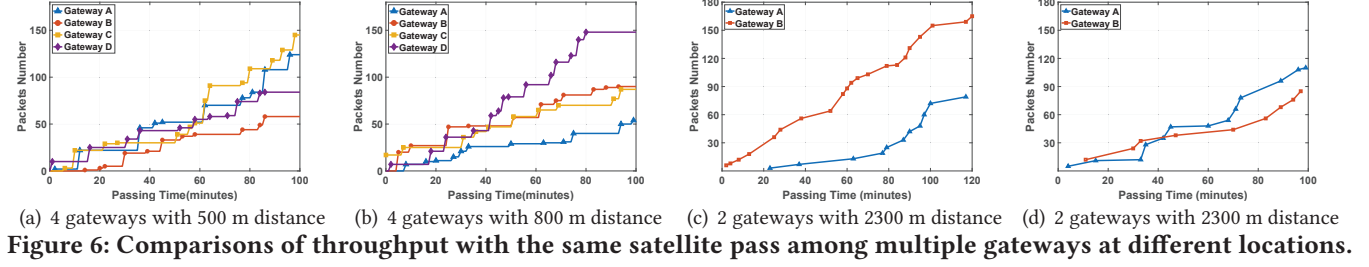 Gateway A
Gateway B
Gateway C
Gateway D
Packets Number
150
100
50
0
0 20 40 60 80 100
Passing Time (minutes)
(a) 4 gateways with 500 m distance
Gateway A
Gateway B
Gateway C
Gateway D
Packets Number
150
100
50
0
0 20 40 60 80 100
Passing Time(minutes)
(b) 4 gateways with 800 m distance
Gateway A
Gateway B
Packets Number
180
150
120
90
60
30
0 20 40 60 80 100 120
Passing Time (minutes)
(c) 2 gateways with 2300 m distance
Gateway A
Gateway B
Packets Number
180
150
120
90
60
30
0 20 40 60 80 100
Passing Time (minutes)
(d) 2 gateways with 2300 m distance
Figure 6: Comparisons of throughput with the same satellite pass among multiple gateways at different locations.